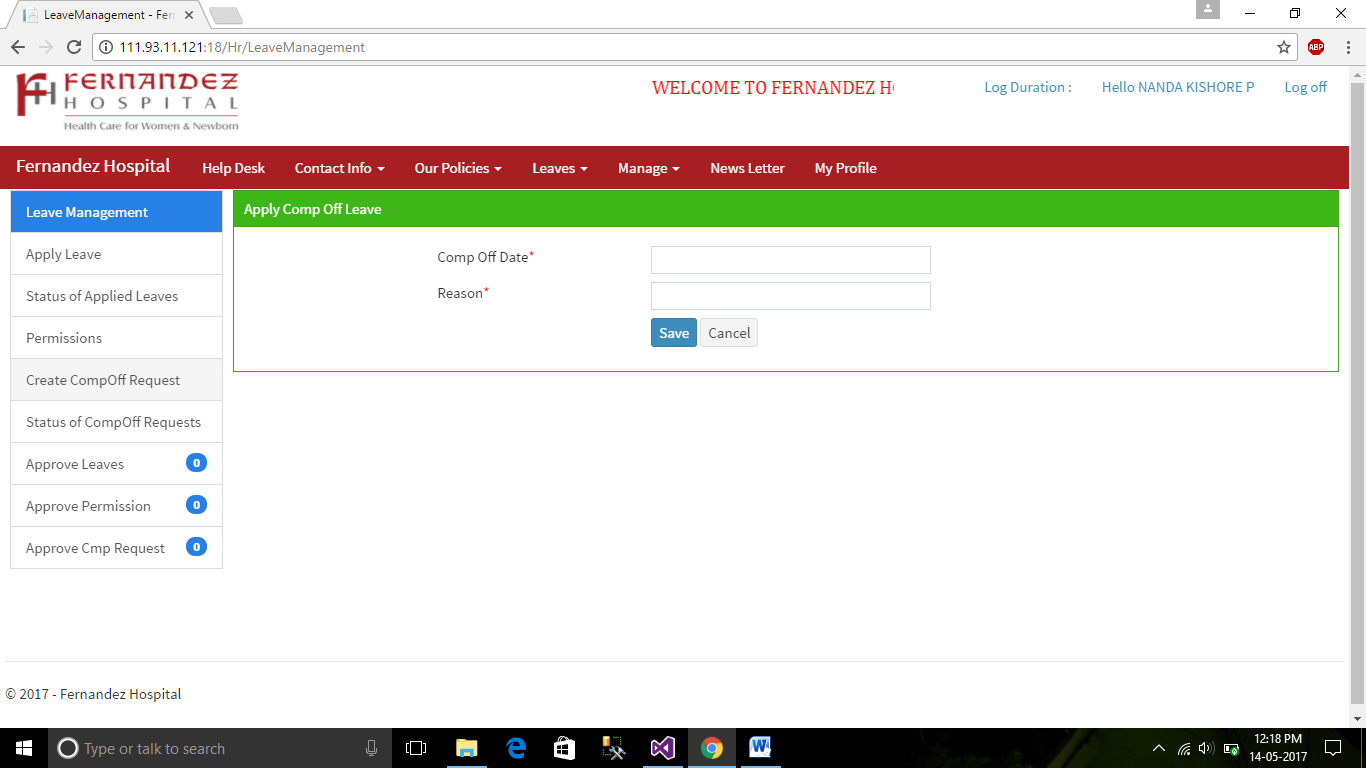 LeaveManagement - Fer
111.93.11.121:18/Hr/LeaveManagement
ABP
FERNANDEZ
HOSPITAL
Health Care for Women & Newborn
WELCOME TO FERNANDEZ H
Log Duration :
Hello NANDA KISHORE P
Log off
Fernandez Hospital
Help Desk
Contact Info
Our Policies
Leaves
Manage
News Letter
My Profile
Leave Management
Apply Leave
Status of Applied Leaves
Permissions
Create CompOff Request
Status of CompOff Requests
Approve Leaves 0
Approve Permission 0
Approve Cmp Request 0
Apply Comp Off Leave
Comp Off Date*
Reason*
Save Cancel
© 2017 - Fernandez Hospital
Type or talk to search
12:18 PM
14-05-2017